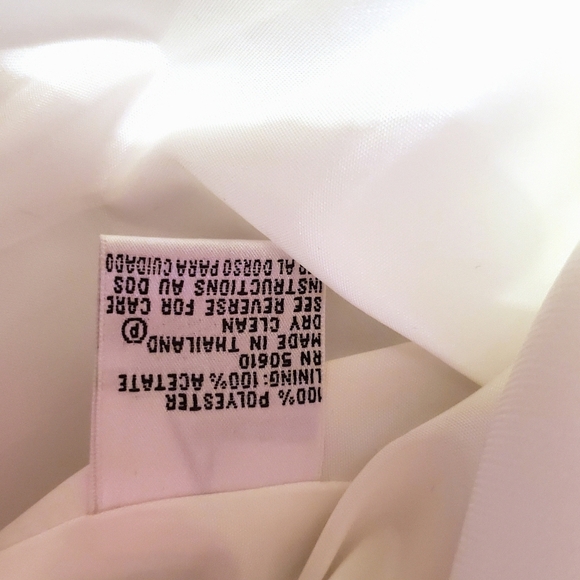 100% POLYESTER
LINING: 100% ACETATE
RN 50610
MADE IN THAILAND
DRY CLEAN Ⓟ
SEE REVERSE FOR CARE
INSTRUCTIONS AU DOS
AL DORSO PARA CUIDADO